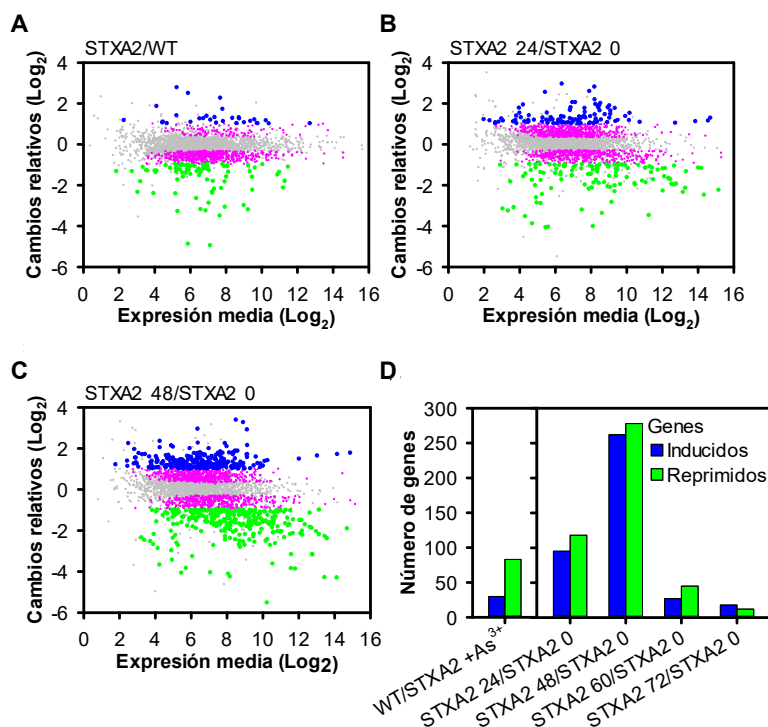 A
STXA2/WT
Cambios relativos (Log2)
4
2
0
-2
-4
-6
0 2 4 6 8 10 12 14 16
Expresión media (Log2)
B
STXA2 24/STXA2 0
Cambios relativos (Log2)
4
2
0
-2
-4
-6
0 2 4 6 8 10 12 14 16
Expresión media (Log2)
C
STXA2 48/STXA2 0
Cambios relativos (Log2)
4
2
0
-2
-4
-6
0 2 4 6 8 10 12 14 16
Expresión media (Log2)
D
Número de genes
300
250
200
150
100
50
0
Genes
Inducidos
Reprimidos
WT/STXA2 +As3+
STXA2 24/STXA2 0
STXA2 48/STXA2 0
STXA2 60/STXA2 0
STXA2 72/STXA2 0